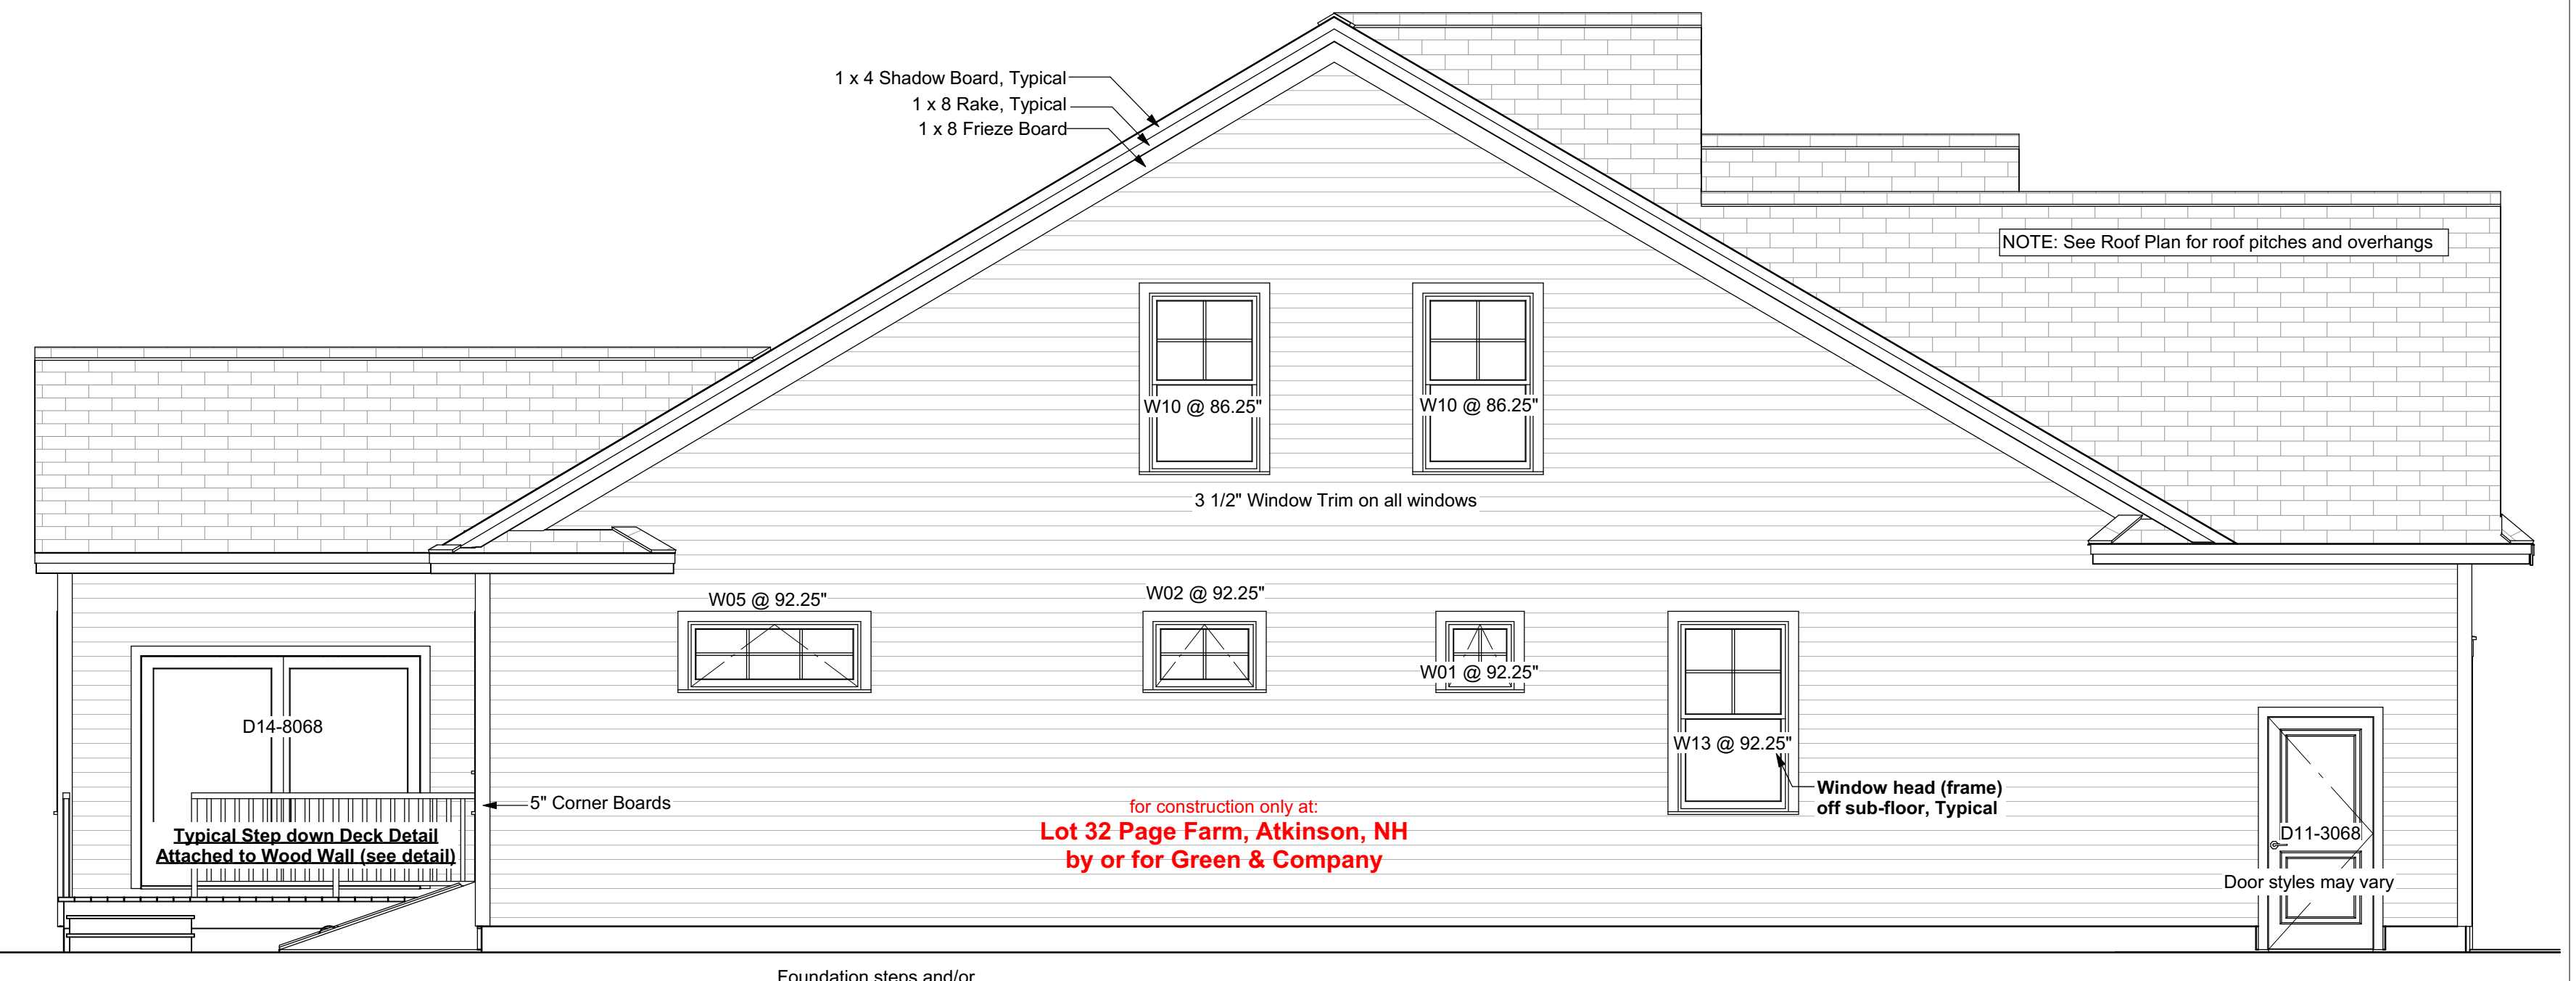 1 x 4 Shadow Board, Typical
1 x 8 Rake, Typical
1 x 8 Frieze Board
NOTE: See Roof Plan for roof pitches and overhangs
W10 @ 86.25"
W10 @ 86.25"
3 1/2" Window Trim on all windows
W05 @ 92.25"
W02 @ 92.25"
W01 @ 92.25"
D14-8068
W13 @ 92.25"
Window head (frame)
off sub-floor, Typical
5" Corner Boards
for construction only at:
Lot 32 Page Farm, Atkinson, NH
by or for Green & Company
Typical Step down Deck Detail
Attached to Wood Wall (see detail)
D11-3068
Door styles may vary
Foundation steps and/or